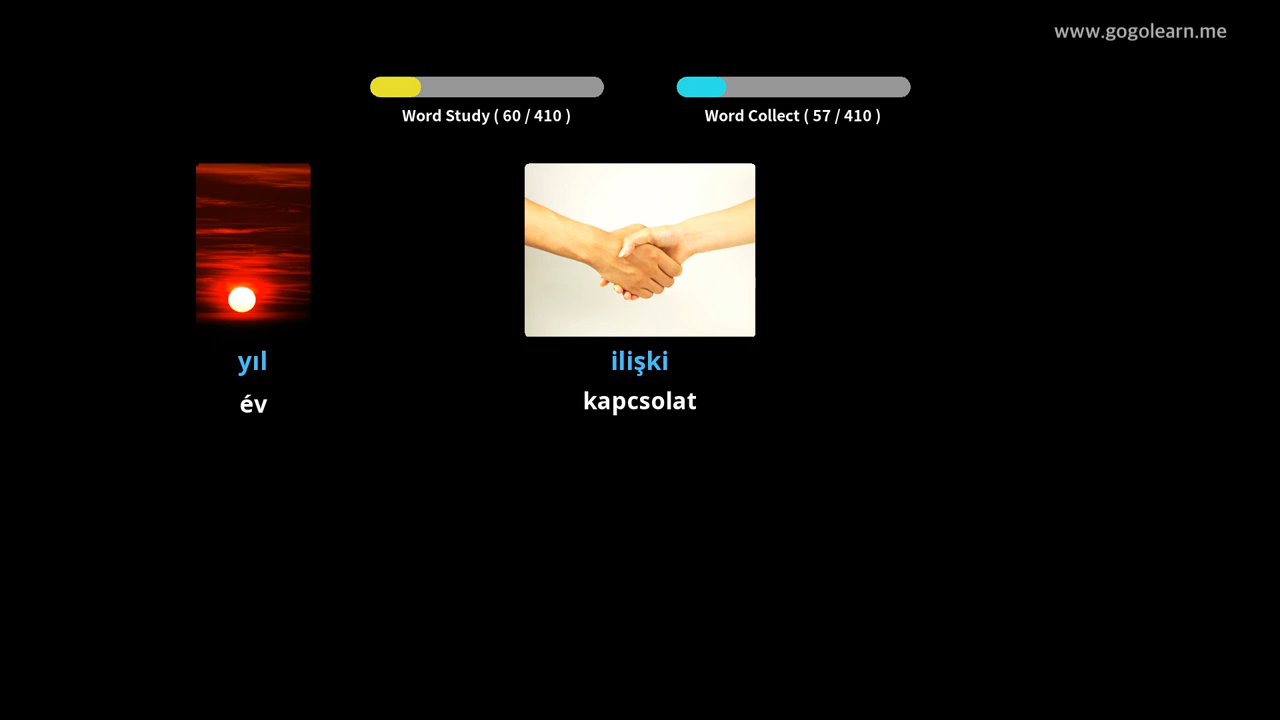 www.gogolearn.me
Word Study ( 60 / 410 )
Word Collect ( 57 / 410 )
yıl
év
ilişki
kapcsolat